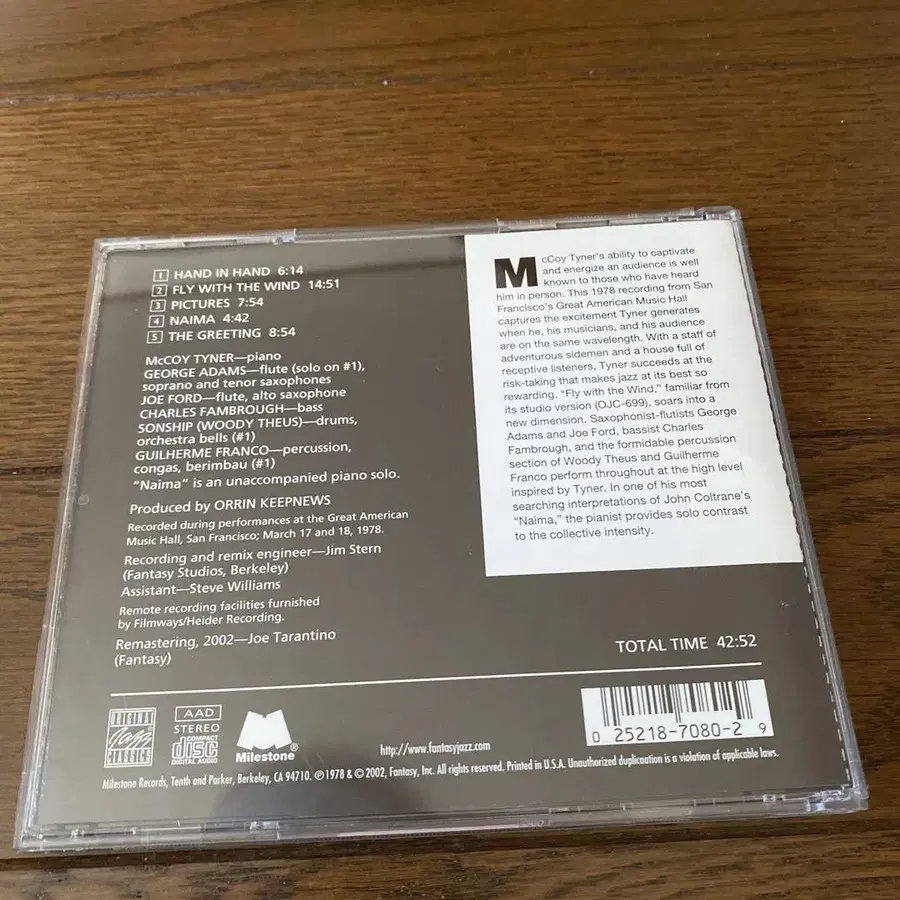 1 HAND IN HAND 6:14
2 FLY WITH THE WIND 14:51
3 PICTURES 7:54
4 NAIMA 4:42
5 THE GREETING 8:54
McCOY TYNER—piano
GEORGE ADAMS—flute (solo on #1),
soprano and tenor saxophones
JOE FORD—flute, alto saxophone
CHARLES FAMBROUGH—bass
SONSHIP (WOODY THEUS)—drums,
orchestra bells (#1)
GUILHERME FRANCO—percussion,
congas, berimbau (#1)
“Naima” is an unaccompanied piano solo.
Produced by ORRIN KEEPNEWS
Recorded during performances at the Great American
Music Hall, San Francisco; March 17 and 18, 1978.
Recording and remix engineer—Jim Stern
(Fantasy Studios, Berkeley)
Assistant—Steve Williams
Remote recording facilities furnished
by Filmways/Heider Recording.
Remastering, 2002—Joe Tarantino
(Fantasy)
McCoy Tyner's ability to captivate
and energize an audience is well
known to those who have heard
him in person. This 1978 recording from San
Francisco's Great American Music Hall
captures the excitement Tyner generates
when he, his musicians, and his audience
are on the same wavelength. With a staff of
adventurous sidemen and a house full of
receptive listeners, Tyner succeeds at the
risk-taking that makes jazz at its best so
rewarding. “Fly with the Wind,” familiar from
its studio version (OJC-699), soars into a
new dimension. Saxophonist-flutists George
Adams and Joe Ford, bassist Charles
Fambrough, and the formidable percussion
section of Woody Theus and Guilherme
Franco perform throughout at the high level
inspired by Tyner. In one of his most
searching interpretations of John Coltrane's
“Naima,” the pianist provides solo contrast
to the collective intensity.
TOTAL TIME 42:52
ORIGINAL
Jazz
CLASSICS
AAD
STEREO
COMPACT
disc
DIGITAL AUDIO
Milestone®
http://www.fantasyjazz.com
0 25218-7080-2 9
Milestone Records, Tenth and Parker, Berkeley, CA 94710. ℗1978 & ©2002, Fantasy, Inc. All rights reserved. Printed in U.S.A. Unauthorized duplicaation is a violation of applicable laws.